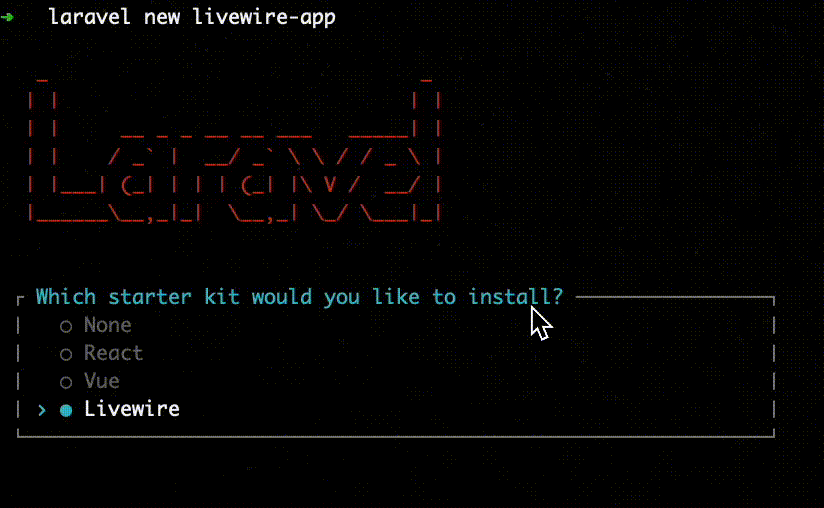 ➜ laravel new livewire-app
Laravel
Which starter kit would you like to install?
○ None
○ React
○ Vue
› ● Livewire